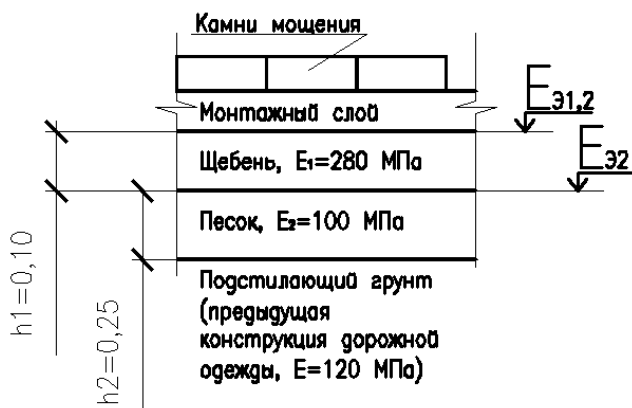 Камни мощения
Монтажный слой
Eэ1,2
Щебень, E1=280 МПа
Eэ2
Песок, E2=100 МПа
Подстилающий грунт
(предыдущая
конструкция дорожной
одежды, E=120 МПа)
h1=0,10
h2=0,25